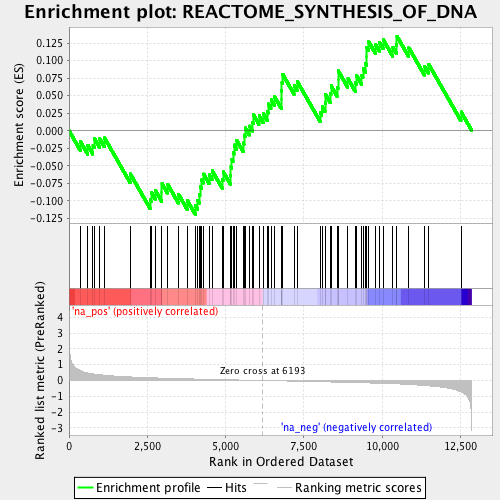 Enrichment plot: REACTOME_SYNTHESIS_OF_DNA
Enrichment score (ES)
0.125
0.100
0.075
0.050
0.025
0.000
-0.025
-0.050
-0.075
-0.100
-0.125
'na_pos' (positively correlated)
Ranked list metric (PreRanked)
4
3
2
1
0
-1
-2
-3
Zero cross at 6193
'na_neg' (negatively correlated)
0
2,500
5,000
7,500
10,000
12,500
Rank in Ordered Dataset
Enrichment profile
Hits
Ranking metric scores